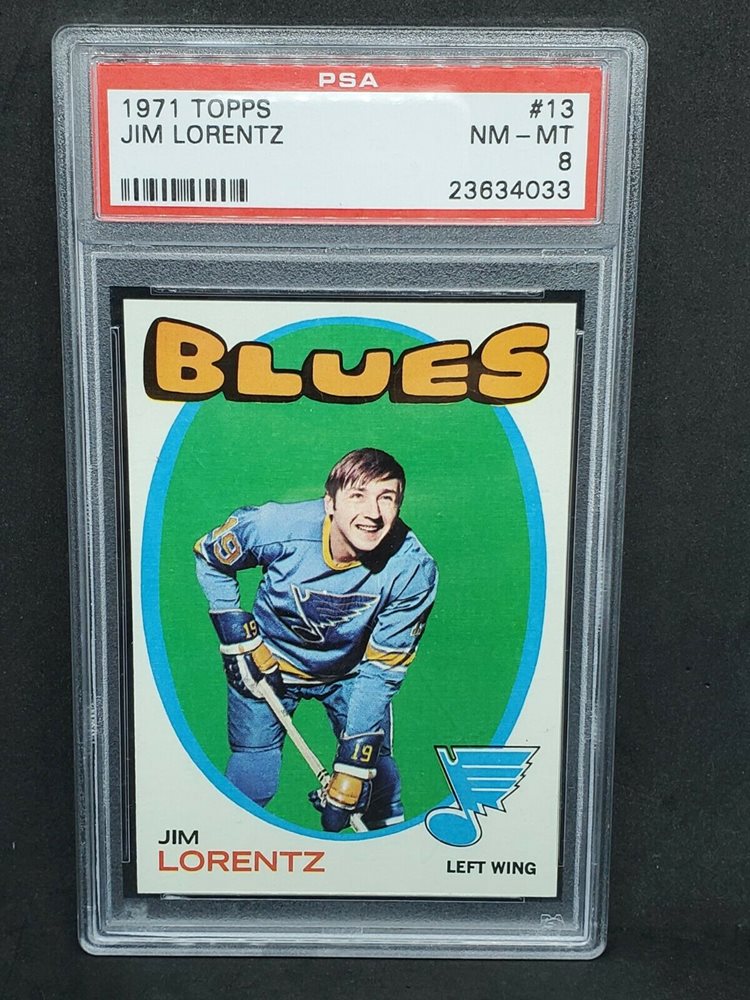 PSA
1971 TOPPS #13
JIM LORENTZ NM-MT
8
23634033
BLUES
19
19
19
JIM
LORENTZ
LEFT WING